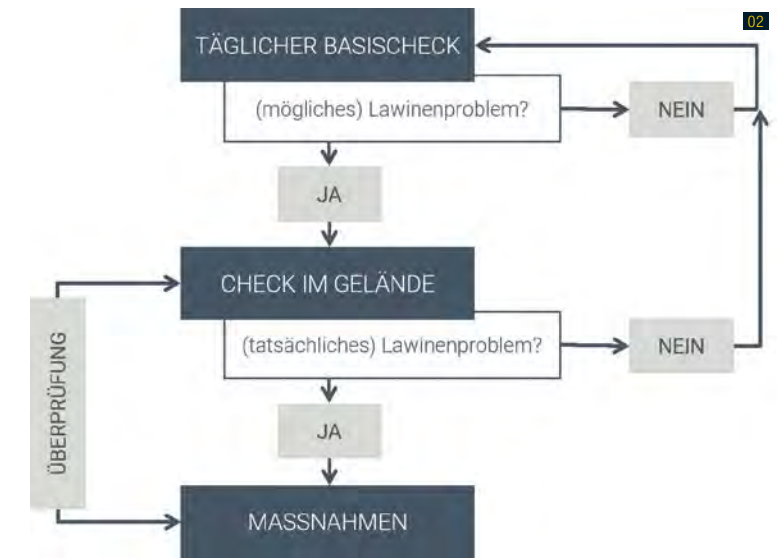 02
TÄGLICHER BASISCHECK
(mögliches) Lawinenproblem?
NEIN
JA
CHECK IM GELÄNDE
(tatsächliches) Lawinenproblem?
NEIN
ÜBERPRÜFUNG
JA
MASSNAHMEN